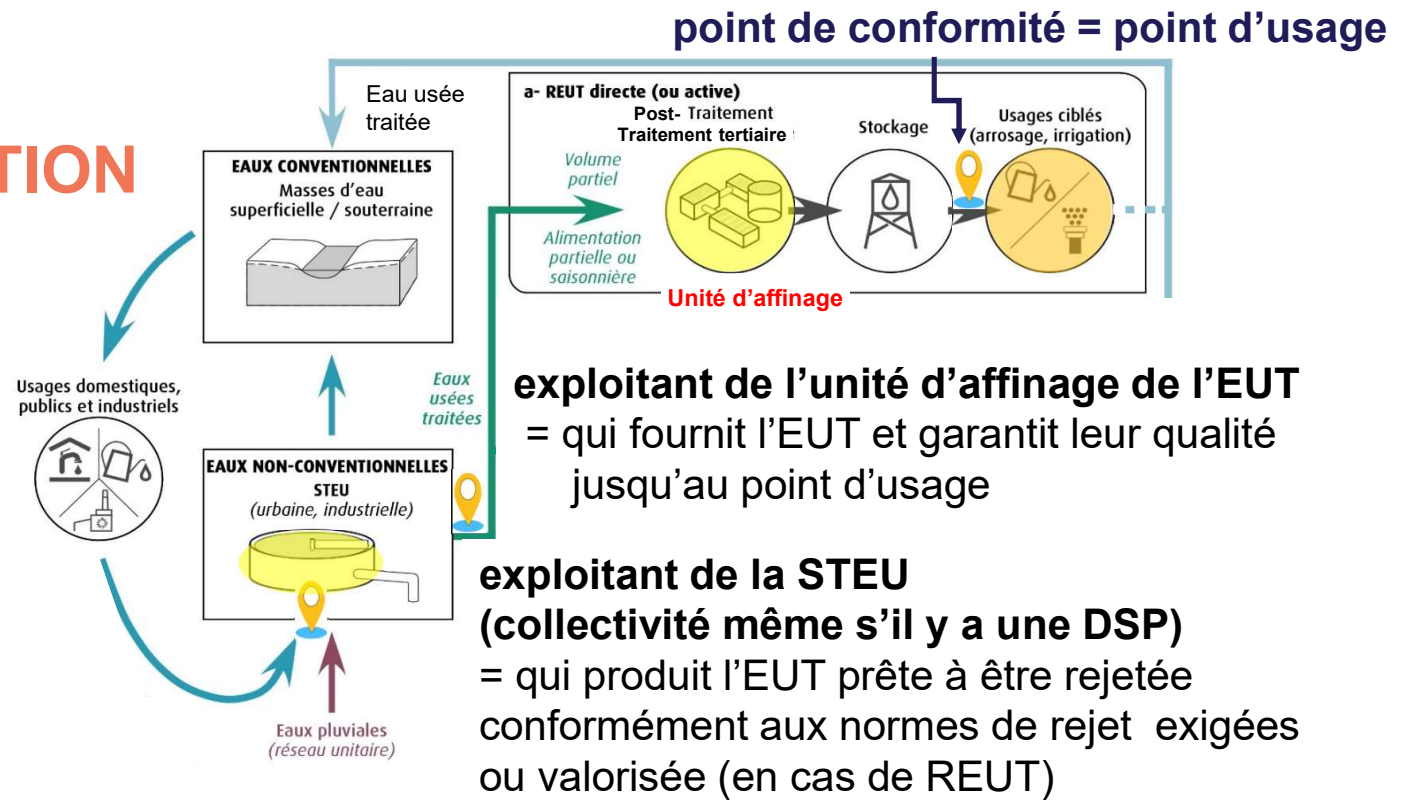 point de conformité = point d’usage
TION
Eau usée
traitée
a- REUT directe (ou active)
Post- Traitement
Traitement tertiaire
Stockage
Usages ciblés
(arrosage, irrigation)
Volume
partiel
Alimentation
partielle ou
saisonnière
Unité d’affinage
EAUX CONVENTIONNELLES
Masses d’eau
superficielle / souterraine
Usages domestiques,
publics et industriels
Eaux
usées
traitées
EAUX NON-CONVENTIONNELLES
STEU
(urbaine, industrielle)
Eaux pluviales
(réseau unitaire)
exploitant de l’unité d’affinage de l’EUT
= qui fournit l’EUT et garantit leur qualité
jusqu’au point d’usage
exploitant de la STEU
(collectivité même s’il y a une DSP)
= qui produit l’EUT prête à être rejetée
conformément aux normes de rejet exigées
ou valorisée (en cas de REUT)